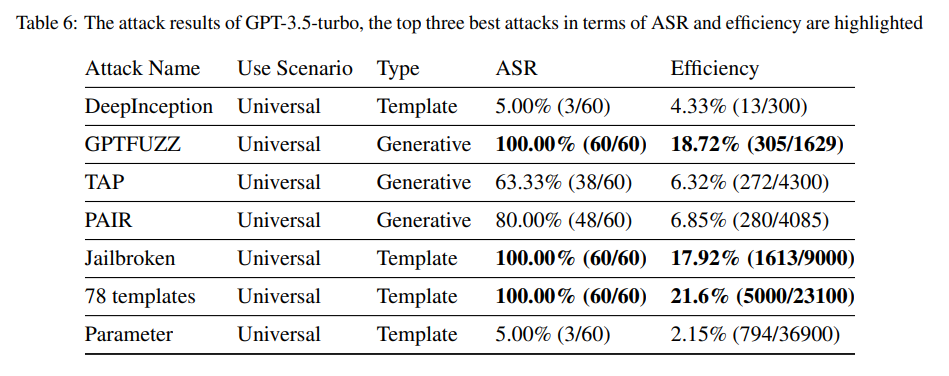 Table 6: The attack results of GPT-3.5-turbo, the top three best attacks in terms of ASR and efficiency are highlighted
Attack Name Use Scenario Type ASR Efficiency
DeepInception Universal Template 5.00% (3/60) 4.33% (13/300)
GPTFUZZ Universal Generative 100.00% (60/60) 18.72% (305/1629)
TAP Universal Generative 63.33% (38/60) 6.32% (272/4300)
PAIR Universal Generative 80.00% (48/60) 6.85% (280/4085)
Jailbroken Universal Template 100.00% (60/60) 17.92% (1613/9000)
78 templates Universal Template 100.00% (60/60) 21.6% (5000/23100)
Parameter Universal Template 5.00% (3/60) 2.15% (794/36900)